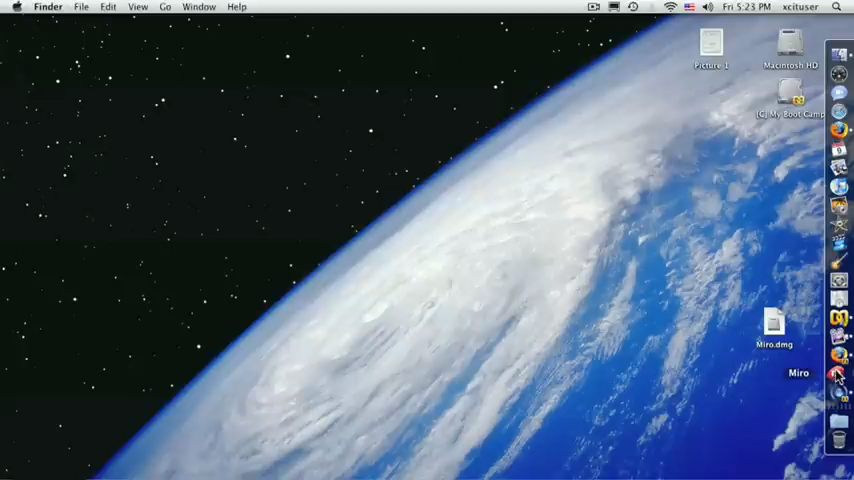 Finder File Edit View Go Window Help Fri 5:23 PM xcituser
Picture 1
Macintosh HD
[C] My Boot Camp
Miro.dmg
Miro